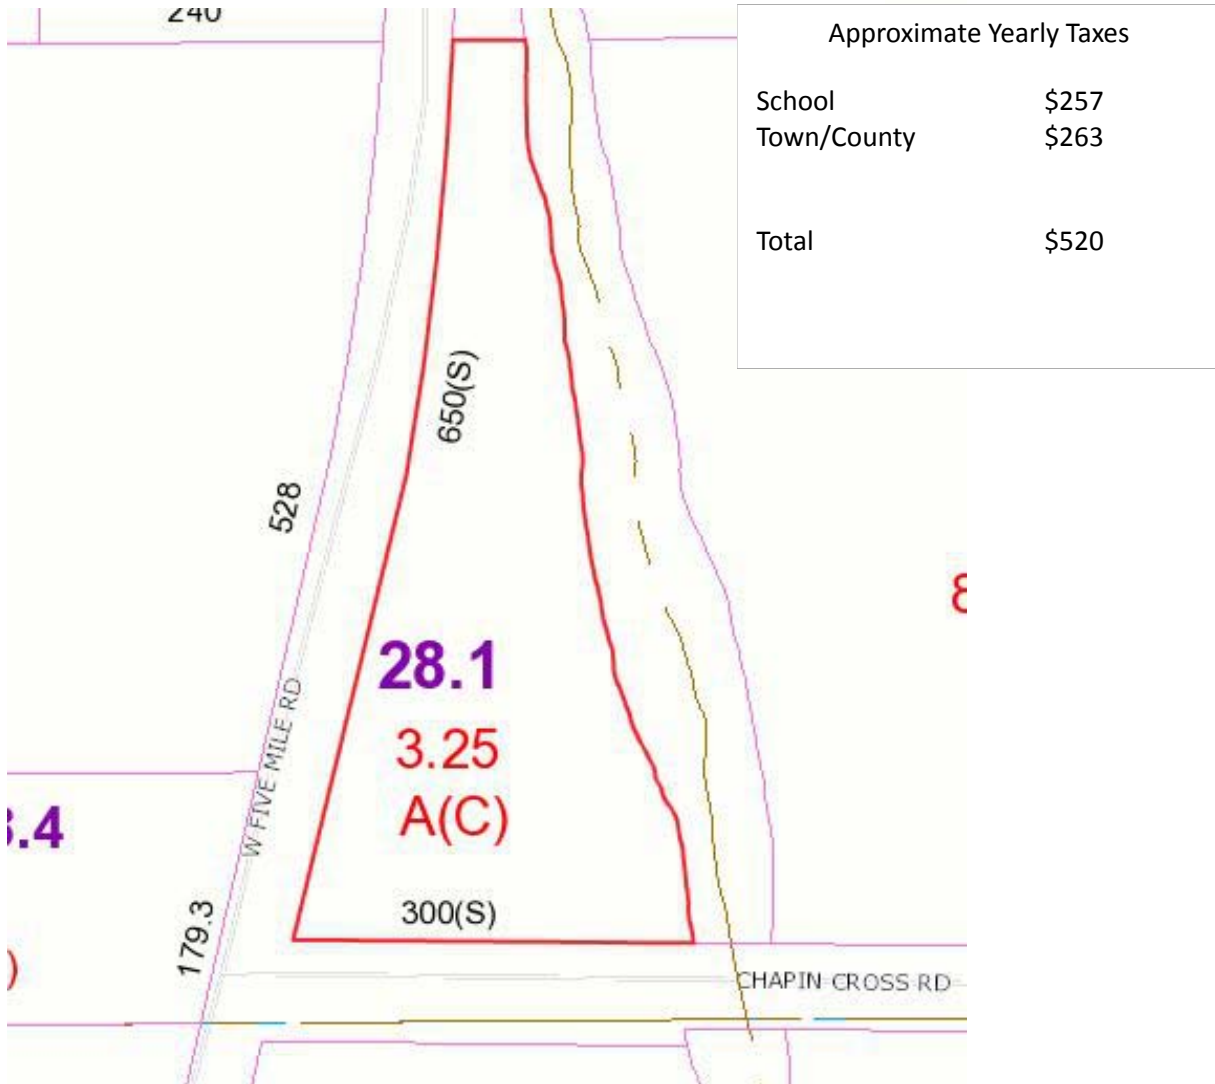 240
Approximate Yearly Taxes
School $257
Town/County $263
Total $520
650(S)
528
28.1
3.25
A(C)
W FIVE MILE RD
.4
300(S)
179.3
)
CHAPIN CROSS RD